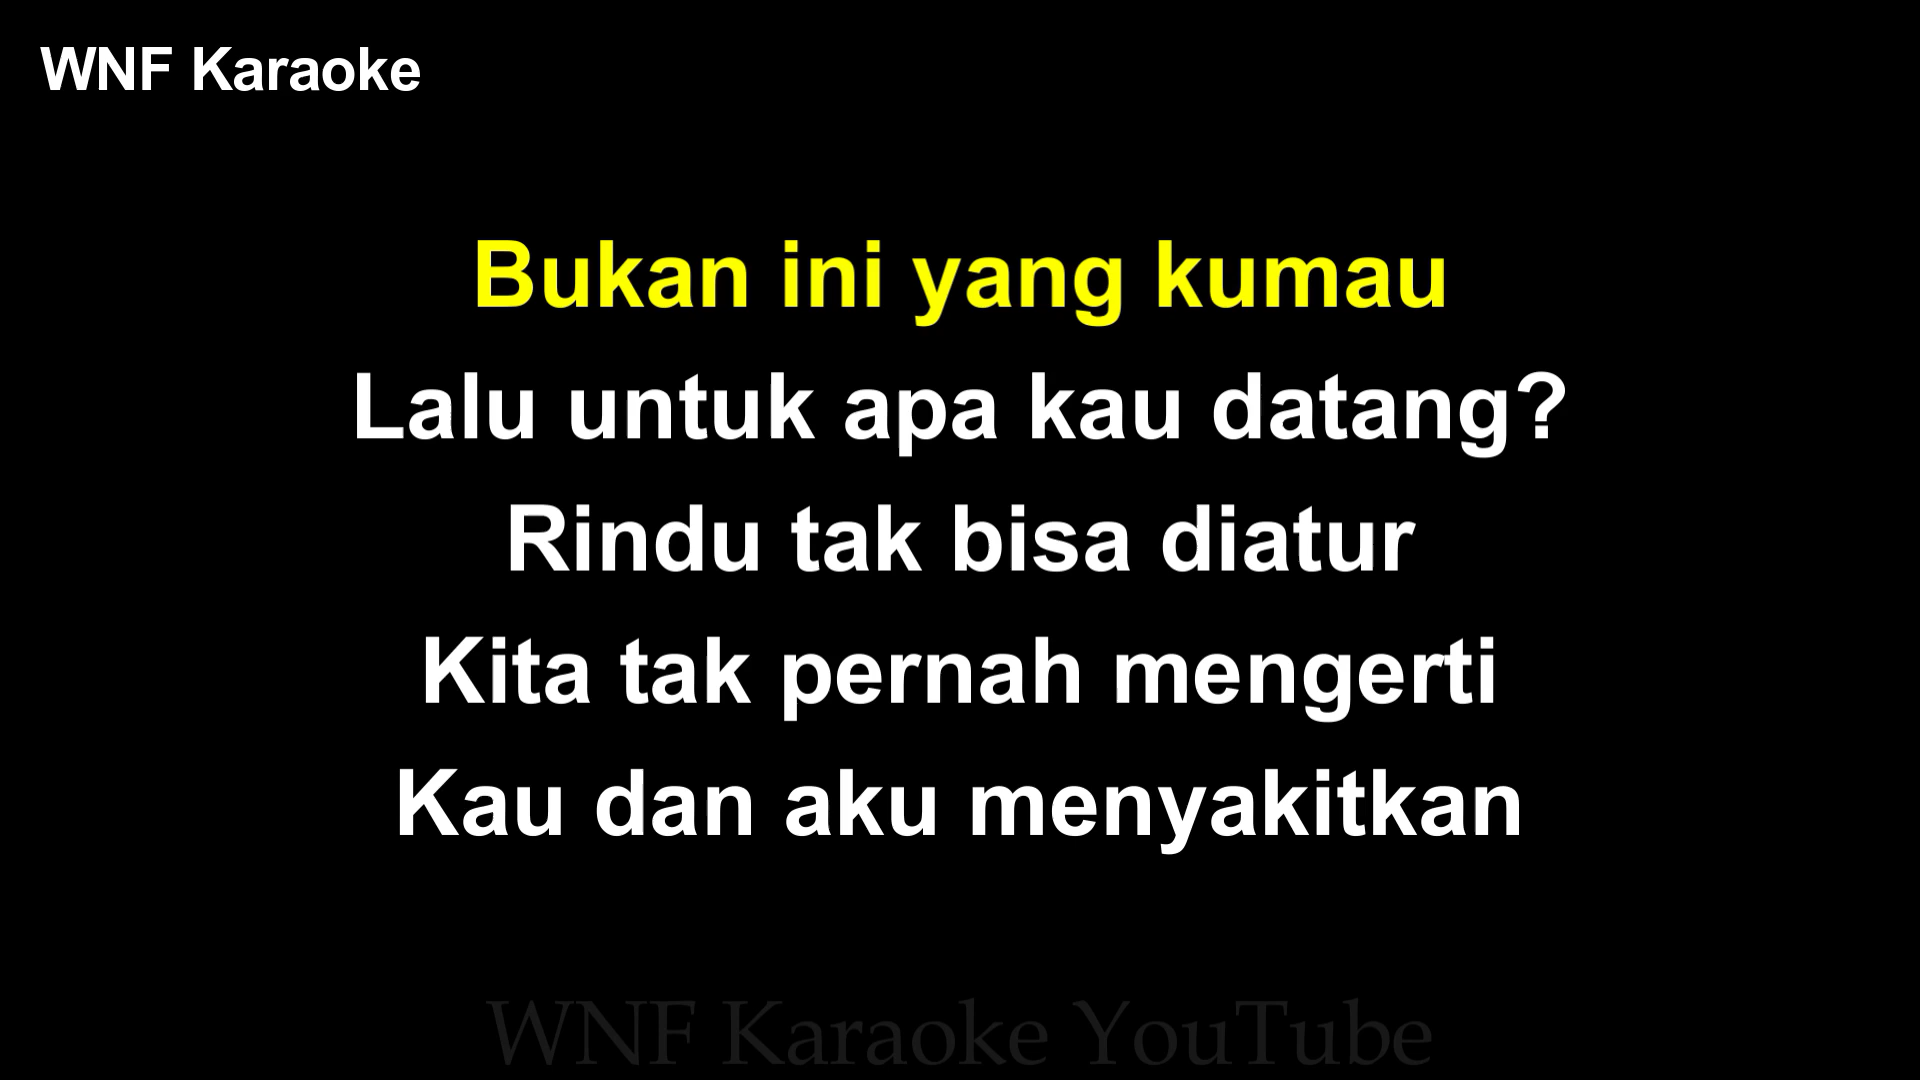 WNF Karaoke
Bukan ini yang kumau
Lalu untuk apa kau datang?
Rindu tak bisa diatur
Kita tak pernah mengerti
Kau dan aku menyakitkan
WNF Karaoke YouTube